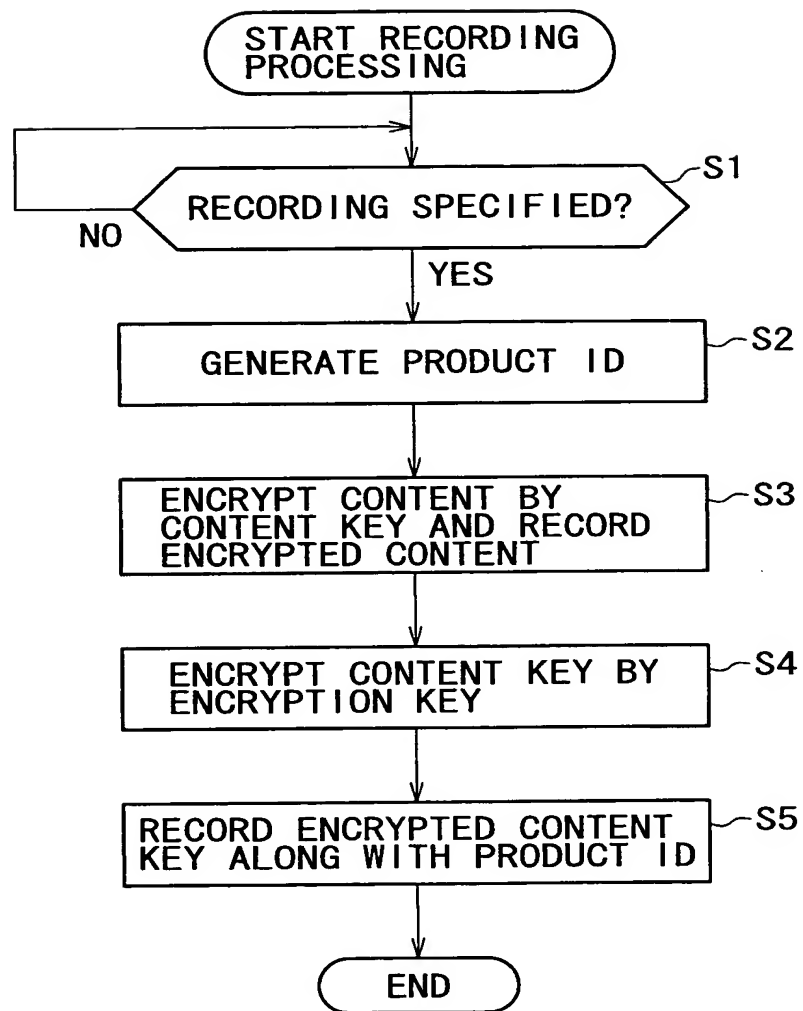 START RECORDING
PROCESSING
S1
RECORDING SPECIFIED?
NO
YES
S2
GENERATE PRODUCT ID
S3
ENCRYPT CONTENT BY
CONTENT KEY AND RECORD
ENCRYPTED CONTENT
S4
ENCRYPT CONTENT KEY BY
ENCRYPTION KEY
S5
RECORD ENCRYPTED CONTENT
KEY ALONG WITH PRODUCT ID
END